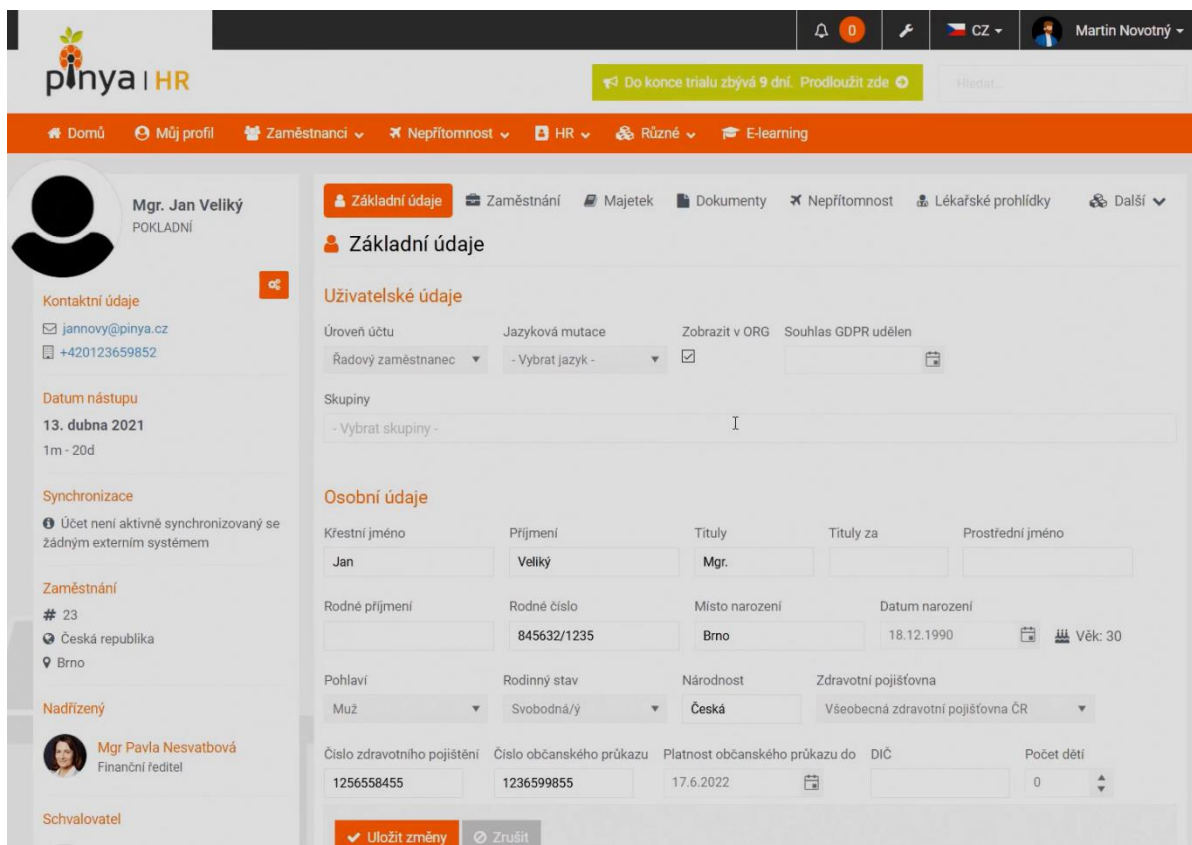 0 CZ Martin Novotný
pinya | HR
Do konce trialu zbývá 9 dní. Prodloužit zde
Hledat...
Domů Můj profil Zaměstnanci Nepřítomnost HR Různé E-learning
Mgr. Jan Veliký
POKLADNÍ
Kontaktní údaje
jannovy@pinya.cz
+420123659852
Datum nástupu
13. dubna 2021
1m - 20d
Synchronizace
Účet není aktivně synchronizovaný se
žádným externím systémem
Zaměstnání
# 23
Česká republika
Brno
Nadřízený
Mgr Pavla Nesvatbová
Finanční ředitel
Schvalovatel
Základní údaje Zaměstnání Majetek Dokumenty Nepřítomnost Lékařské prohlídky Další
Základní údaje
Uživatelské údaje
Úroveň účtu Jazyková mutace Zobrazit v ORG Souhlas GDPR udělen
Řadový zaměstnanec - Vybrat jazyk -
Skupiny
- Vybrat skupiny -
Osobní údaje
Křestní jméno Příjmení Tituly Tituly za Prostřední jméno
Jan Veliký Mgr.
Rodné příjmení Rodné číslo Místo narození Datum narození
845632/1235 Brno 18.12.1990 Věk: 30
Pohlaví Rodinný stav Národnost Zdravotní pojišťovna
Muž Svobodná/ý Česká Všeobecná zdravotní pojišťovna ČR
Číslo zdravotního pojištění Číslo občanského průkazu Platnost občanského průkazu do DIČ Počet dětí
1256558455 1236599855 17.6.2022 0
Uložit změny Zrušit